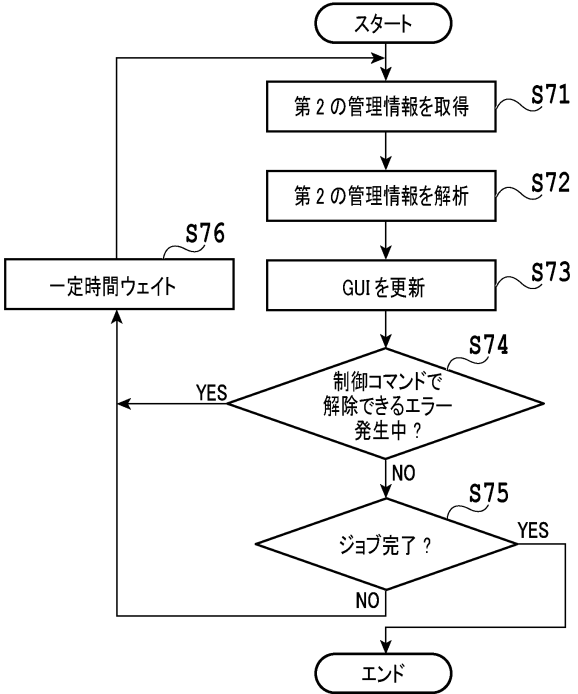 スタート
第2の管理情報を取得
S71
第2の管理情報を解析
S72
S76
一定時間ウェイト
GUIを更新
S73
S74
制御コマンドで
解除できるエラー
発生中?
YES
NO
S75
ジョブ完了?
YES
NO
エンド